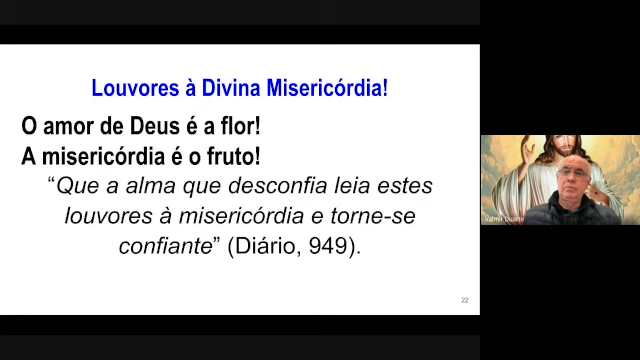 Louvores à Divina Misericórdia!
O amor de Deus é a flor!
A misericórdia é o fruto!
“Que a alma que desconfia leia estes
louvores à misericórdia e torne-se
confiante” (Diário, 949).
22
Valmir Duarte